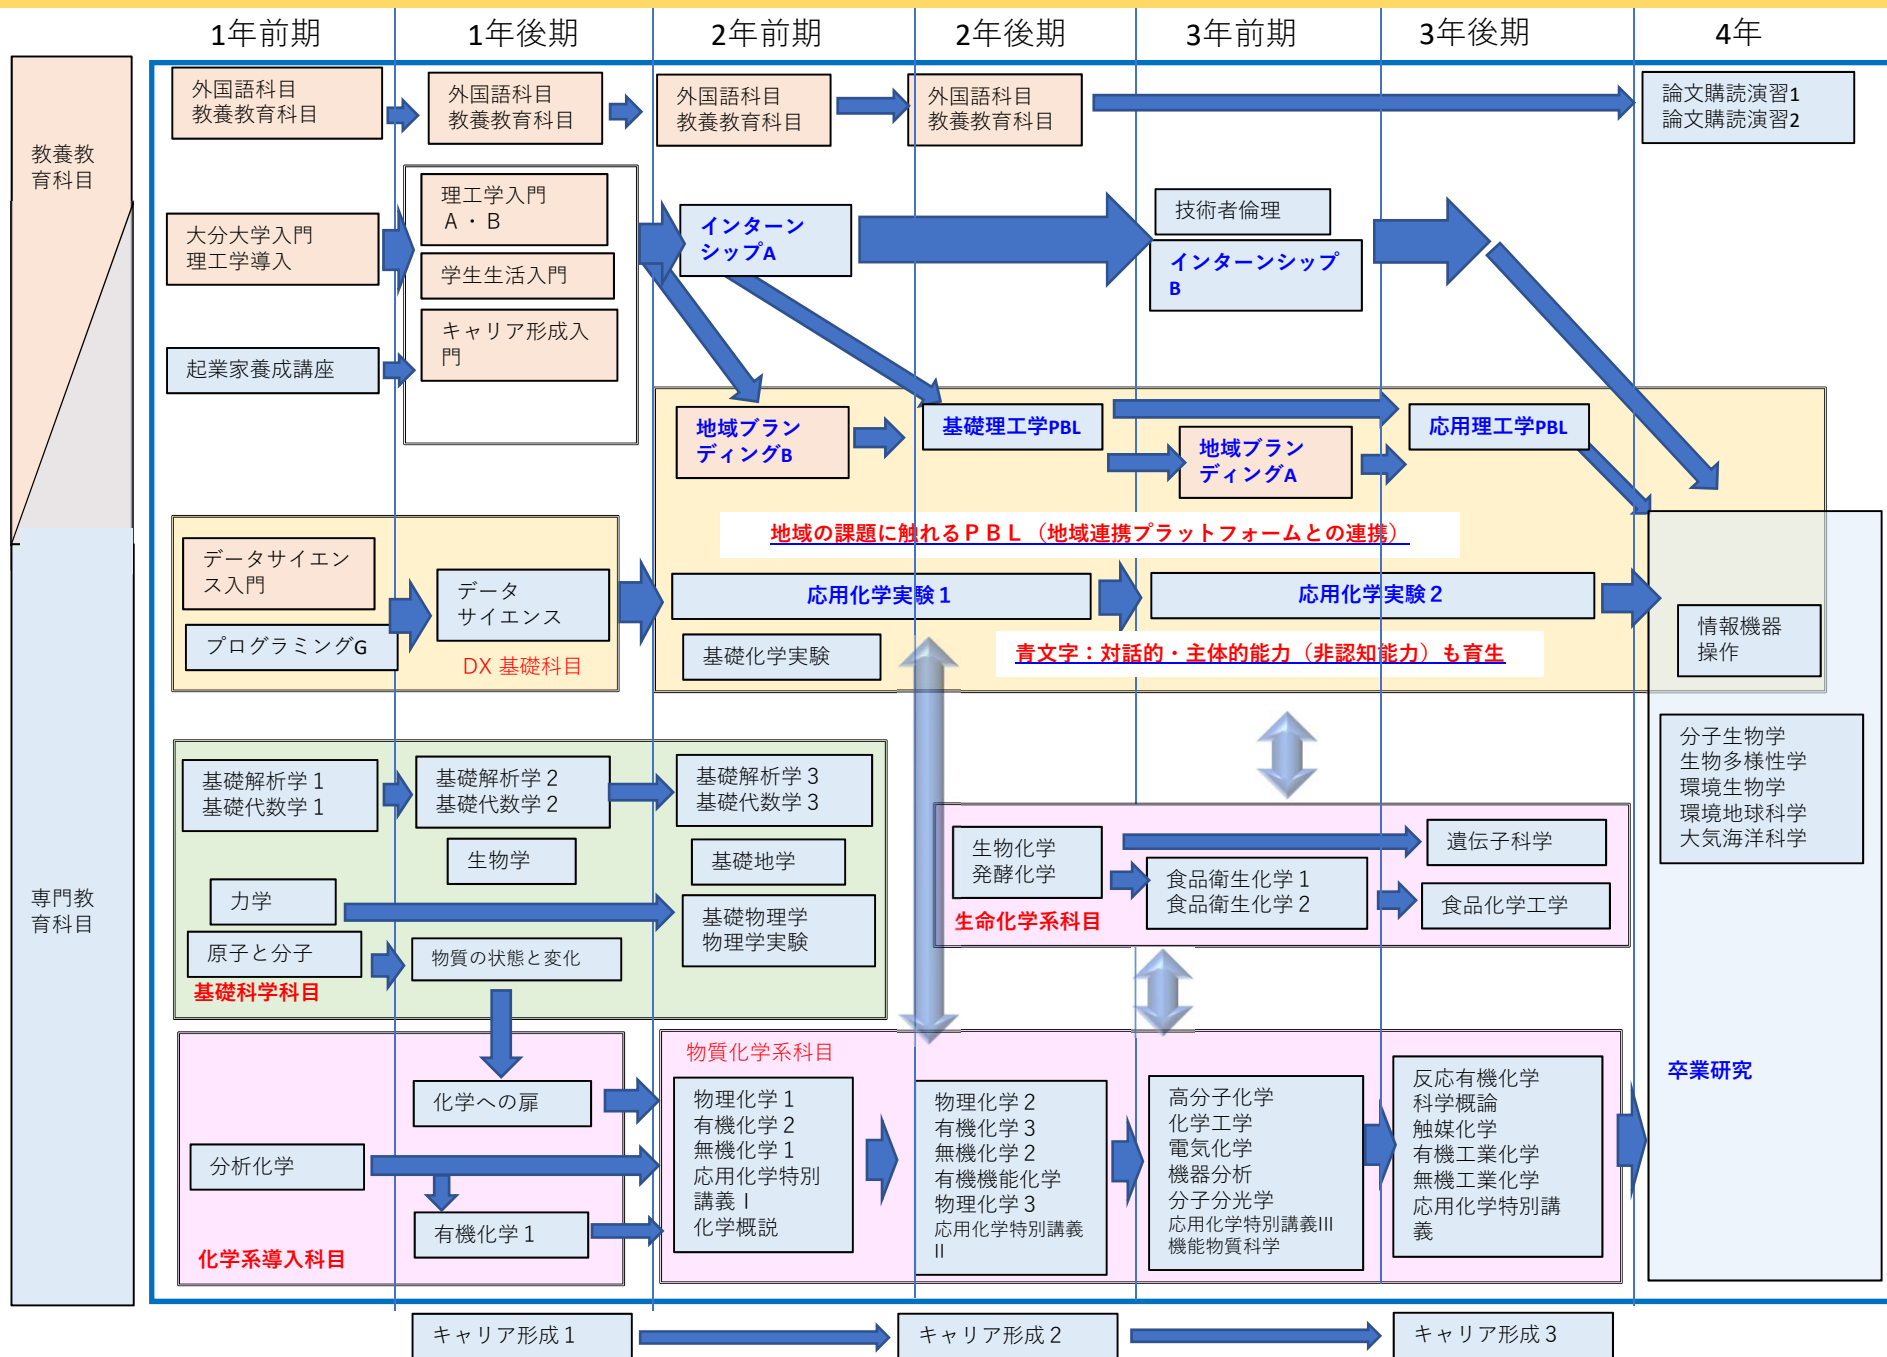 1年前期
1年後期
2年前期
2年後期
3年前期
3年後期
4年
教養教
育科目
専門教
育科目
外国語科目
教養教育科目
外国語科目
教養教育科目
外国語科目
教養教育科目
外国語科目
教養教育科目
論文購読演習1
論文購読演習2
大分大学入門
理工学導入
理工学入門
A・B
学生生活入門
キャリア形成入
門
起業家養成講座
インターン
シップA
技術者倫理
インターンシップ
B
地域ブラン
ディングB
基礎理工学PBL
地域ブラン
ディングA
応用理工学PBL
地域の課題に触れるPBL（地域連携プラットフォームとの連携）
データサイエン
ス入門
プログラミングG
データ
サイエンス
DX 基礎科目
応用化学実験1
応用化学実験2
基礎化学実験
青文字：対話的・主体的能力（非認知能力）も育生
情報機器
操作
分子生物学
生物多様性学
環境生物学
環境地球科学
大気海洋科学
卒業研究
基礎解析学1
基礎代数学1
基礎解析学2
基礎代数学2
基礎解析学3
基礎代数学3
生物学
基礎地学
力学
基礎物理学
物理学実験
原子と分子
物質の状態と変化
基礎科学科目
生物化学
発酵化学
遺伝子科学
食品衛生化学1
食品衛生化学2
食品化学工学
生命化学系科目
化学への扉
分析化学
有機化学1
化学系導入科目
物質化学系科目
物理化学1
有機化学2
無機化学1
応用化学特別
講義Ⅰ
化学概説
物理化学2
有機化学3
無機化学2
有機機能化学
物理化学3
応用化学特別講義
II
高分子化学
化学工学
電気化学
機器分析
分子分光学
応用化学特別講義III
機能物質科学
反応有機化学
科学概論
触媒化学
有機工業化学
無機工業化学
応用化学特別講
義
キャリア形成1
キャリア形成2
キャリア形成3